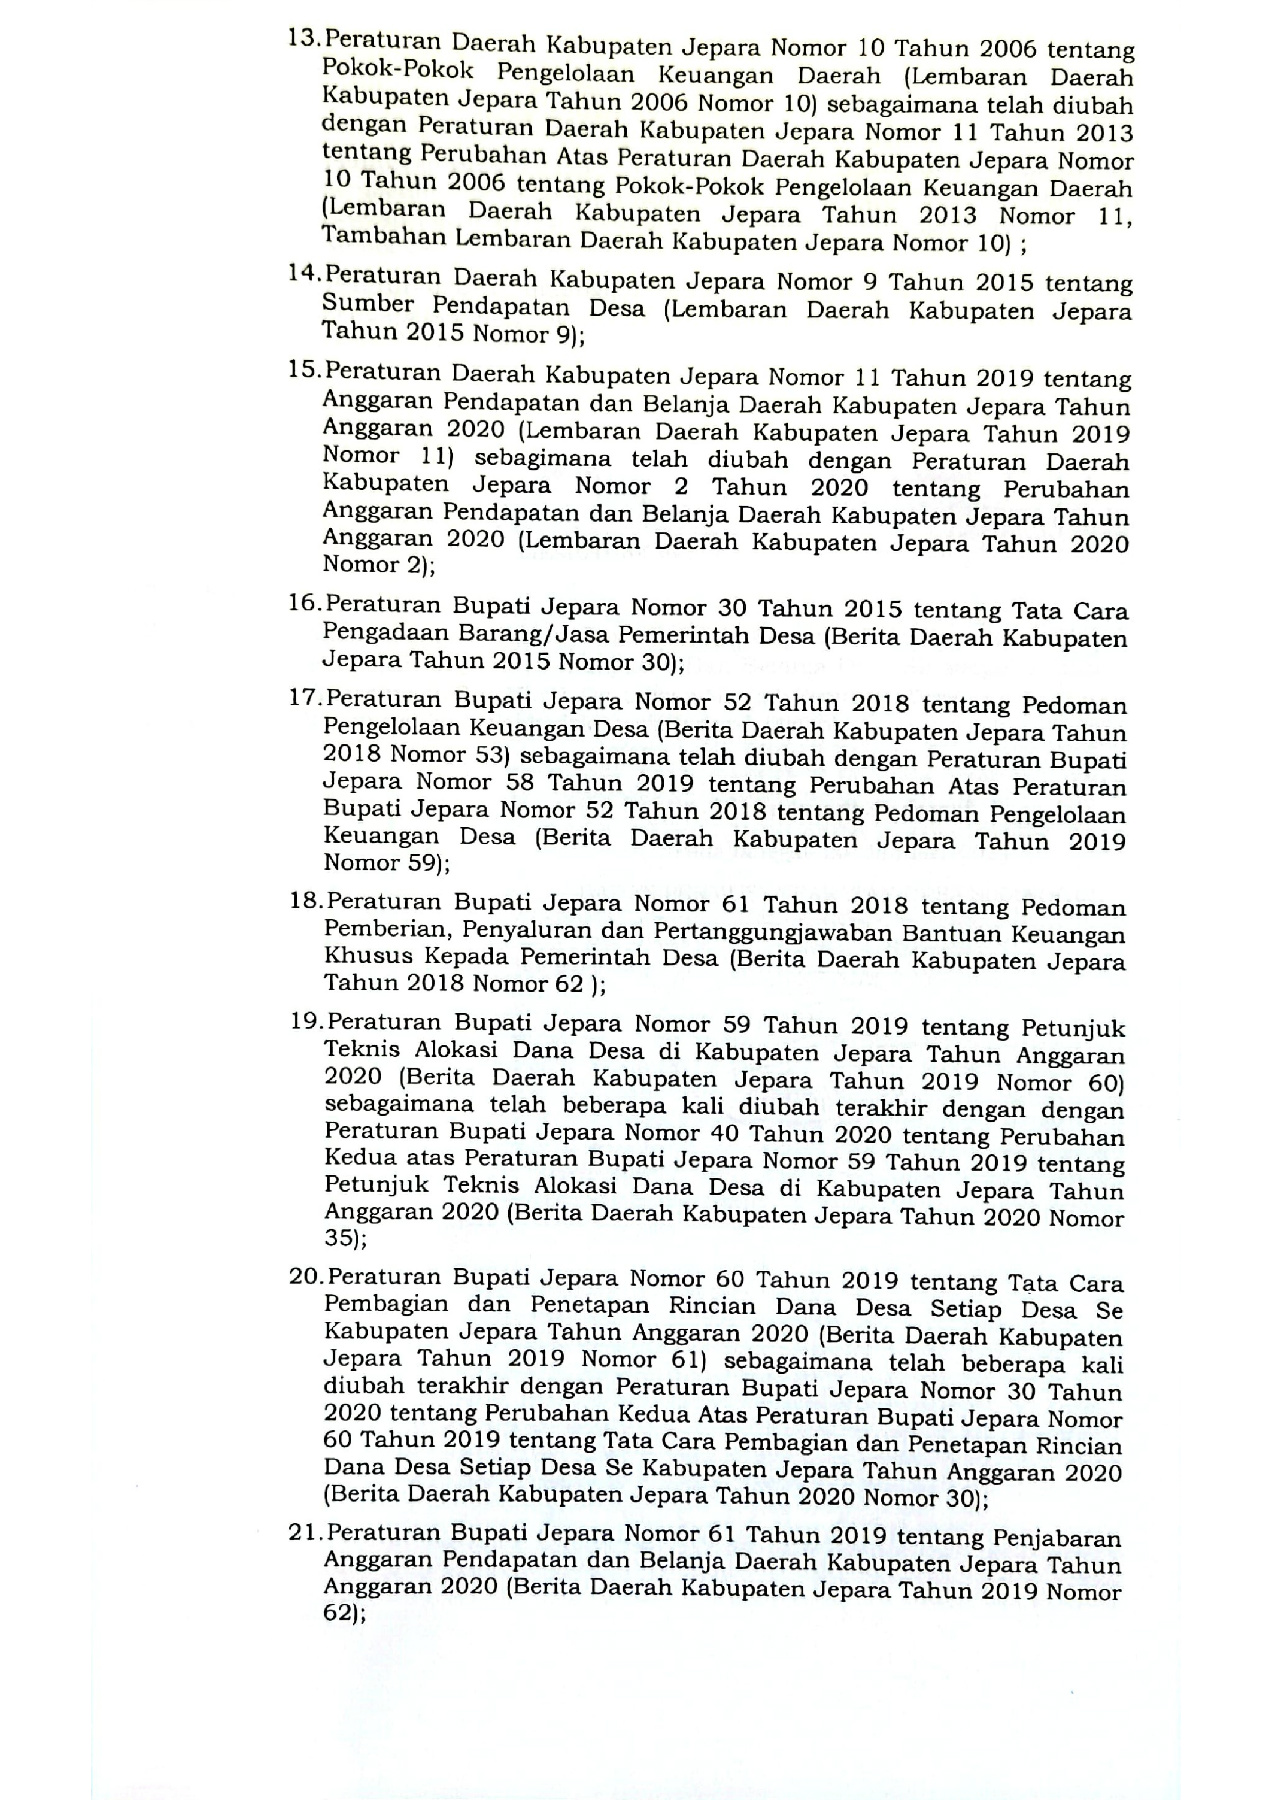 13.Peraturan Daerah Kabupaten Jepara Nomor 10 Tahun 2006 tentang
Pokok-Pokok Pengelolaan Keuangan Daerah (Lembaran Daerah
Kabupaten Jepara Tahun 2006 Nomor 10) sebagaimana telah diubah
dengan Peraturan Daerah Kabupaten Jepara Nomor 11 Tahun 2013
tentang Perubahan Atas Peraturan Daerah Kabupaten Jepara Nomor
10 Tahun 2006 tentang Pokok-Pokok Pengelolaan Keuangan Daerah
(Lembaran Daerah Kabupaten Jepara Tahun 2013 Nomor 11,
Tambahan Lembaran Daerah Kabupaten Jepara Nomor 10) ;
14.Peraturan Daerah Kabupaten Jepara Nomor 9 Tahun 2015 tentang
Sumber Pendapatan Desa (Lembaran Daerah Kabupaten Jepara
Tahun 2015 Nomor 9);
15.Peraturan Daerah Kabupaten Jepara Nomor 11 Tahun 2019 tentang
Anggaran Pendapatan dan Belanja Daerah Kabupaten Jepara Tahun
Anggaran 2020 (Lembaran Daerah Kabupaten Jepara Tahun 2019
Nomor 11) sebagimana telah diubah dengan Peraturan Daerah
Kabupaten Jepara Nomor 2 Tahun 2020 tentang Perubahan
Anggaran Pendapatan dan Belanja Daerah Kabupaten Jepara Tahun
Anggaran 2020 (Lembaran Daerah Kabupaten Jepara Tahun 2020
Nomor 2);
16.Peraturan Bupati Jepara Nomor 30 Tahun 2015 tentang Tata Cara
Pengadaan Barang/Jasa Pemerintah Desa (Berita Daerah Kabupaten
Jepara Tahun 2015 Nomor 30);
17.Peraturan Bupati Jepara Nomor 52 Tahun 2018 tentang Pedoman
Pengelolaan Keuangan Desa (Berita Daerah Kabupaten Jepara Tahun
2018 Nomor 53) sebagaimana telah diubah dengan Peraturan Bupati
Jepara Nomor 58 Tahun 2019 tentang Perubahan Atas Peraturan
Bupati Jepara Nomor 52 Tahun 2018 tentang Pedoman Pengelolaan
Keuangan Desa (Berita Daerah Kabupaten Jepara Tahun 2019
Nomor 59);
18.Peraturan Bupati Jepara Nomor 61 Tahun 2018 tentang Pedoman
Pemberian, Penyaluran dan Pertanggungjawaban Bantuan Keuangan
Khusus Kepada Pemerintah Desa (Berita Daerah Kabupaten Jepara
Tahun 2018 Nomor 62 );
19.Peraturan Bupati Jepara Nomor 59 Tahun 2019 tentang Petunjuk
Teknis Alokasi Dana Desa di Kabupaten Jepara Tahun Anggaran
2020 (Berita Daerah Kabupaten Jepara Tahun 2019 Nomor 60)
sebagaimana telah beberapa kali diubah terakhir dengan dengan
Peraturan Bupati Jepara Nomor 40 Tahun 2020 tentang Perubahan
Kedua atas Peraturan Bupati Jepara Nomor 59 Tahun 2019 tentang
Petunjuk Teknis Alokasi Dana Desa di Kabupaten Jepara Tahun
Anggaran 2020 (Berita Daerah Kabupaten Jepara Tahun 2020 Nomor
35);
20.Peraturan Bupati Jepara Nomor 60 Tahun 2019 tentang Tata Cara
Pembagian dan Penetapan Rincian Dana Desa Setiap Desa Se
Kabupaten Jepara Tahun Anggaran 2020 (Berita Daerah Kabupaten
Jepara Tahun 2019 Nomor 61) sebagaimana telah beberapa kali
diubah terakhir dengan Peraturan Bupati Jepara Nomor 30 Tahun
2020 tentang Perubahan Kedua Atas Peraturan Bupati Jepara Nomor
60 Tahun 2019 tentang Tata Cara Pembagian dan Penetapan Rincian
Dana Desa Setiap Desa Se Kabupaten Jepara Tahun Anggaran 2020
(Berita Daerah Kabupaten Jepara Tahun 2020 Nomor 30);
21.Peraturan Bupati Jepara Nomor 61 Tahun 2019 tentang Penjabaran
Anggaran Pendapatan dan Belanja Daerah Kabupaten Jepara Tahun
Anggaran 2020 (Berita Daerah Kabupaten Jepara Tahun 2019 Nomor
62);